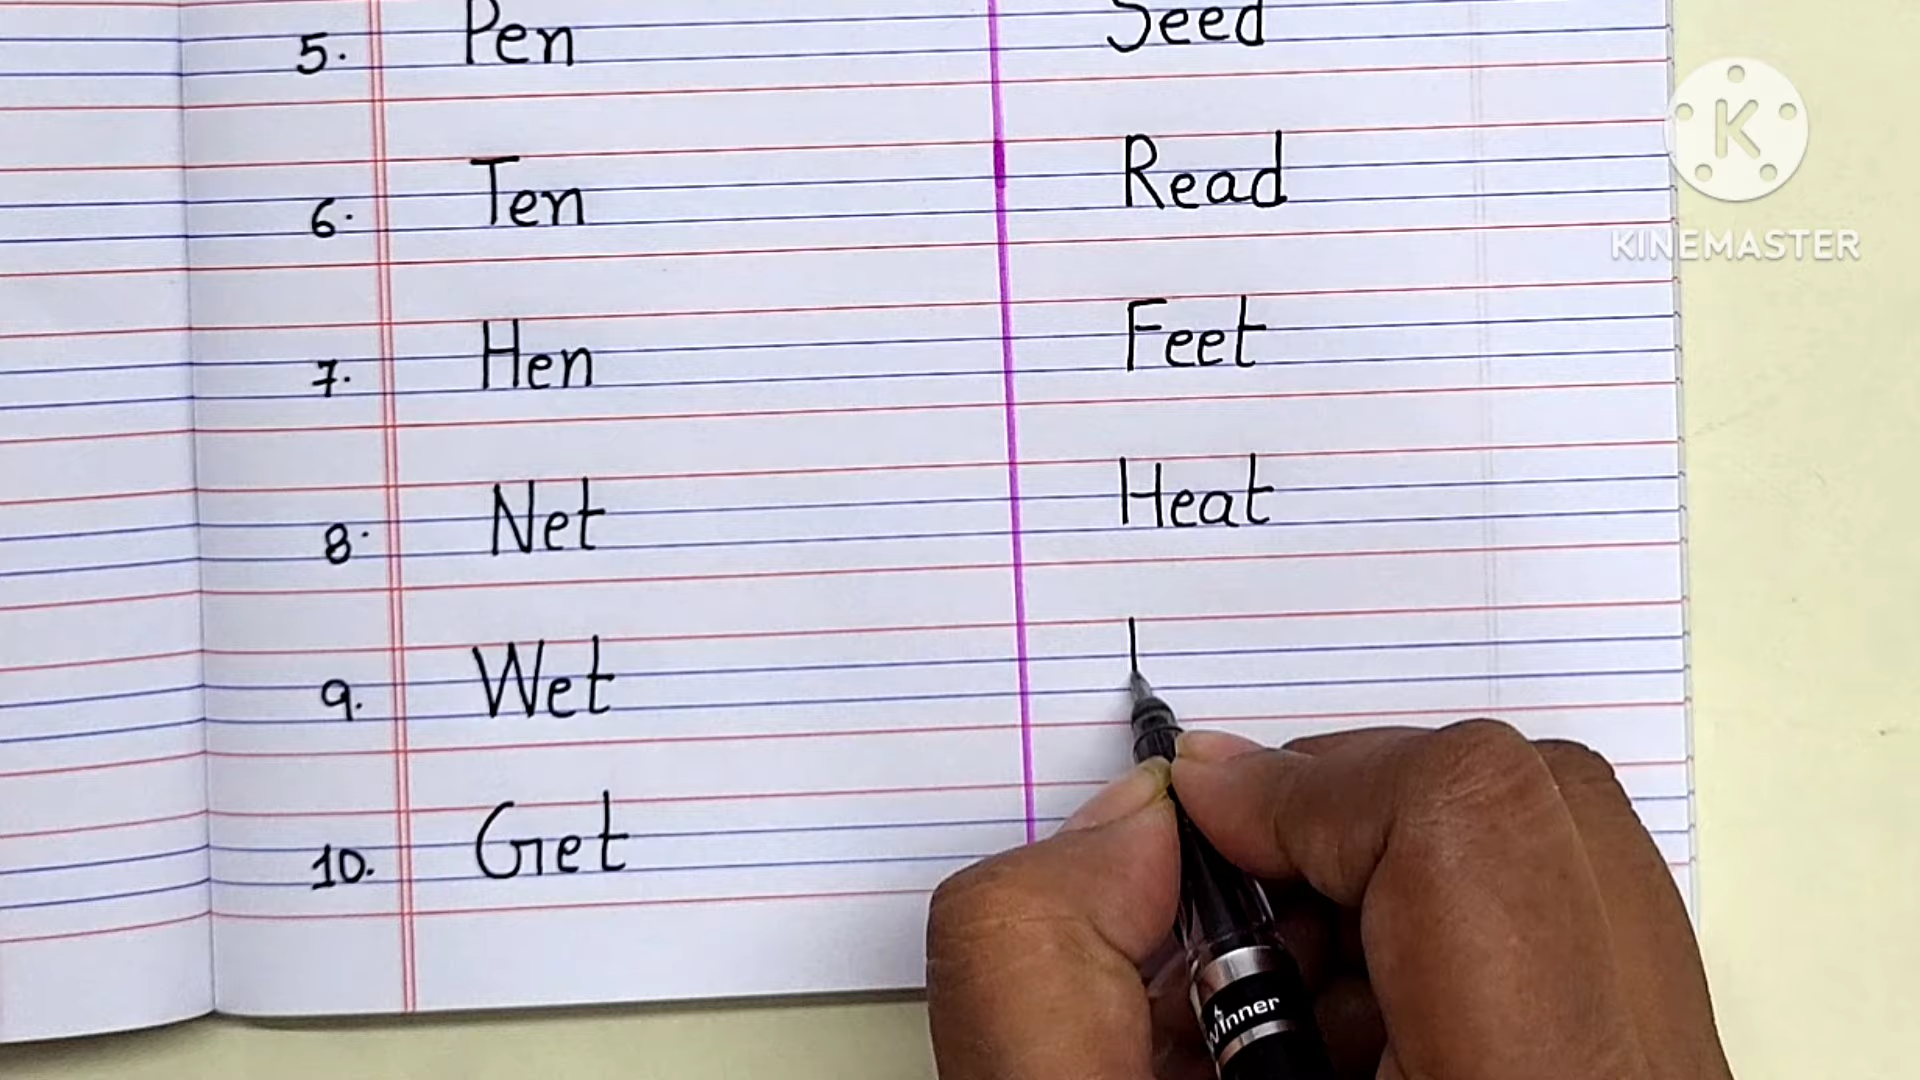 5. Pen Seed
6. Ten Read
7. Hen Feet
8. Net Heat
9. Wet
10. Get
K
KINEMASTER
Winner